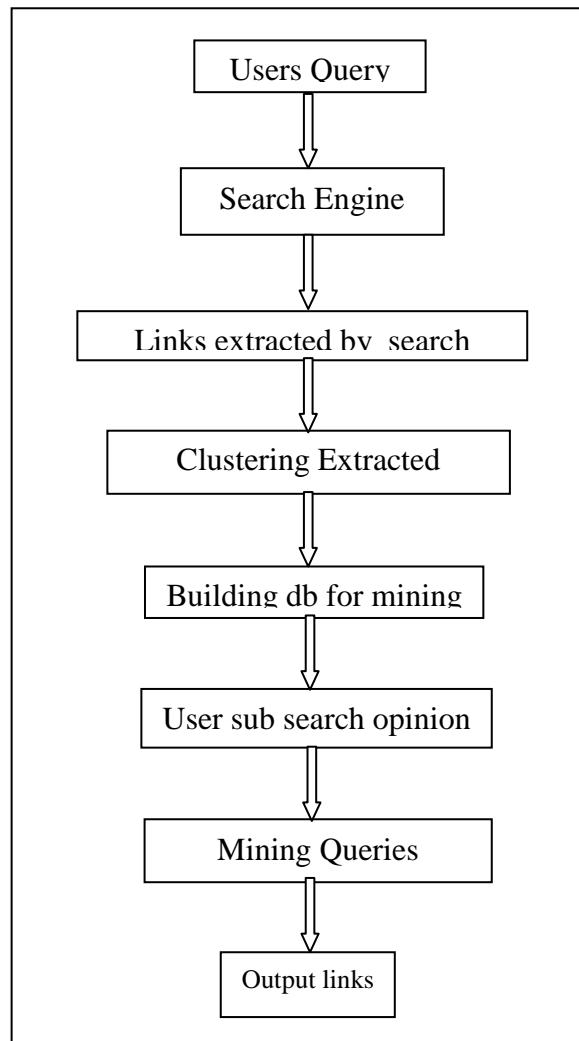 Users Query
Search Engine
Links extracted by search
Clustering Extracted
Building db for mining
User sub search opinion
Mining Queries
Output links